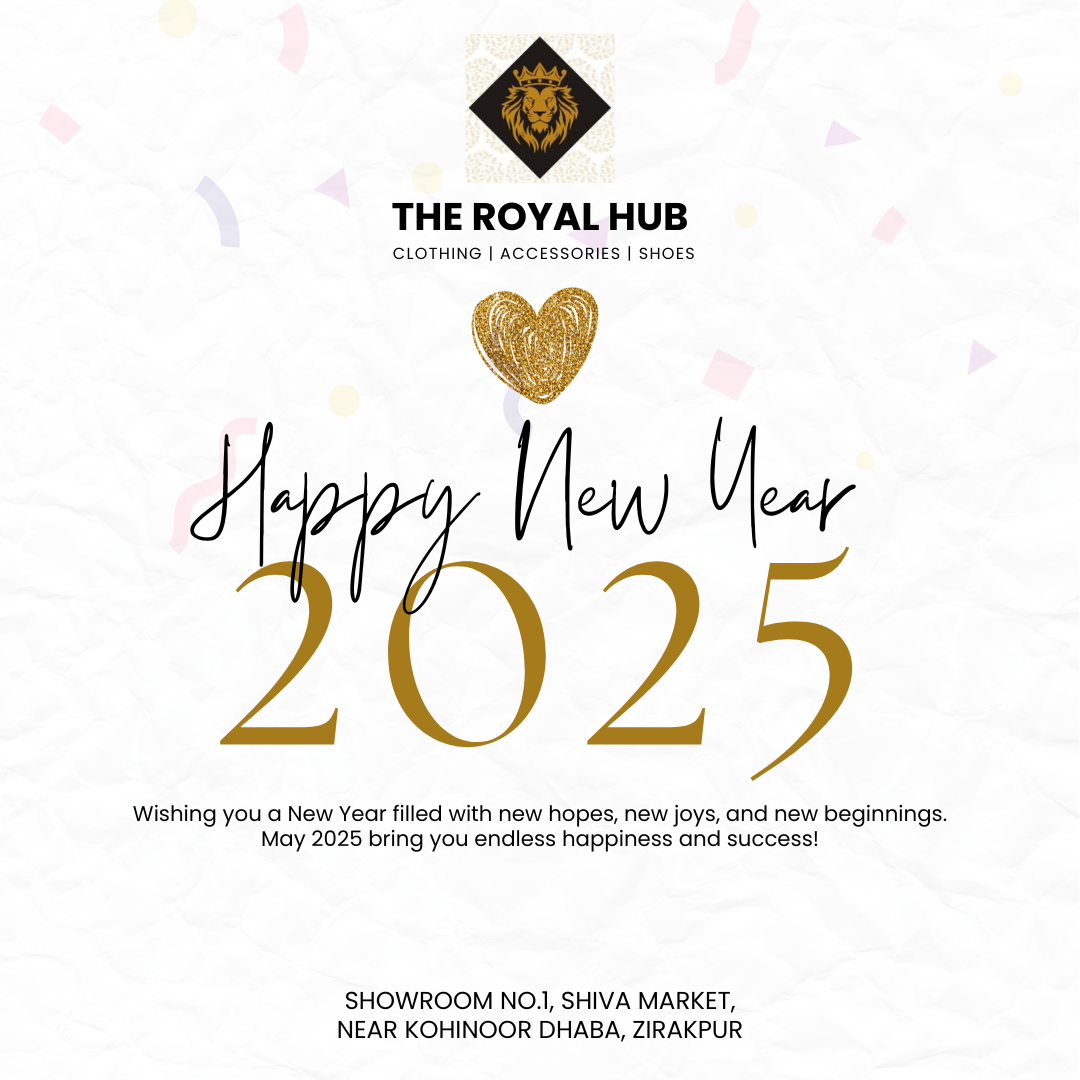 THE ROYAL HUB
CLOTHING | ACCESSORIES | SHOES
Happy New Year
2025
Wishing you a New Year filled with new hopes, new joys, and new beginnings.
May 2025 bring you endless happiness and success!
SHOWROOM NO.1, SHIVA MARKET,
NEAR KOHINOOR DHABA, ZIRAKPUR